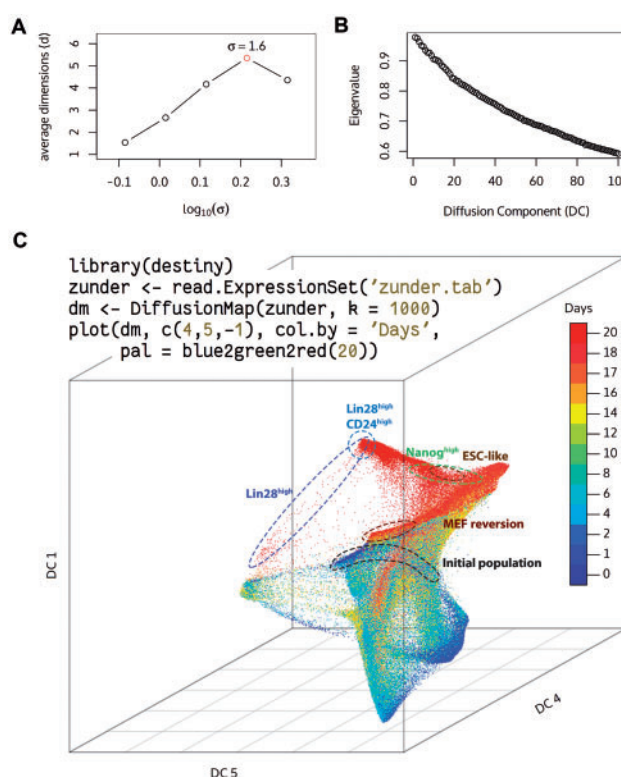 A
average dimensions (d)
6
5
4
3
2
1
σ = 1.6
-0.1 0.0 0.1 0.2 0.3
log10(σ)
B
Eigenvalue
0.9
0.8
0.7
0.6
0 20 40 60 80 100
Diffusion Component (DC)
C
library(destiny)
zunder <- read.ExpressionSet('zunder.tab')
dm <- DiffusionMap(zunder, k = 1000)
plot(dm, c(4,5,-1), col.by = 'Days',
pal = blue2green2red(20))
Days
20
18
16
17
14
12
10
8
6
4
2
1
0
Lin28high
CD24high
Nanoghigh
ESC-like
Lin28high
MEF reversion
Initial population
DC 1
DC 4
DC 5